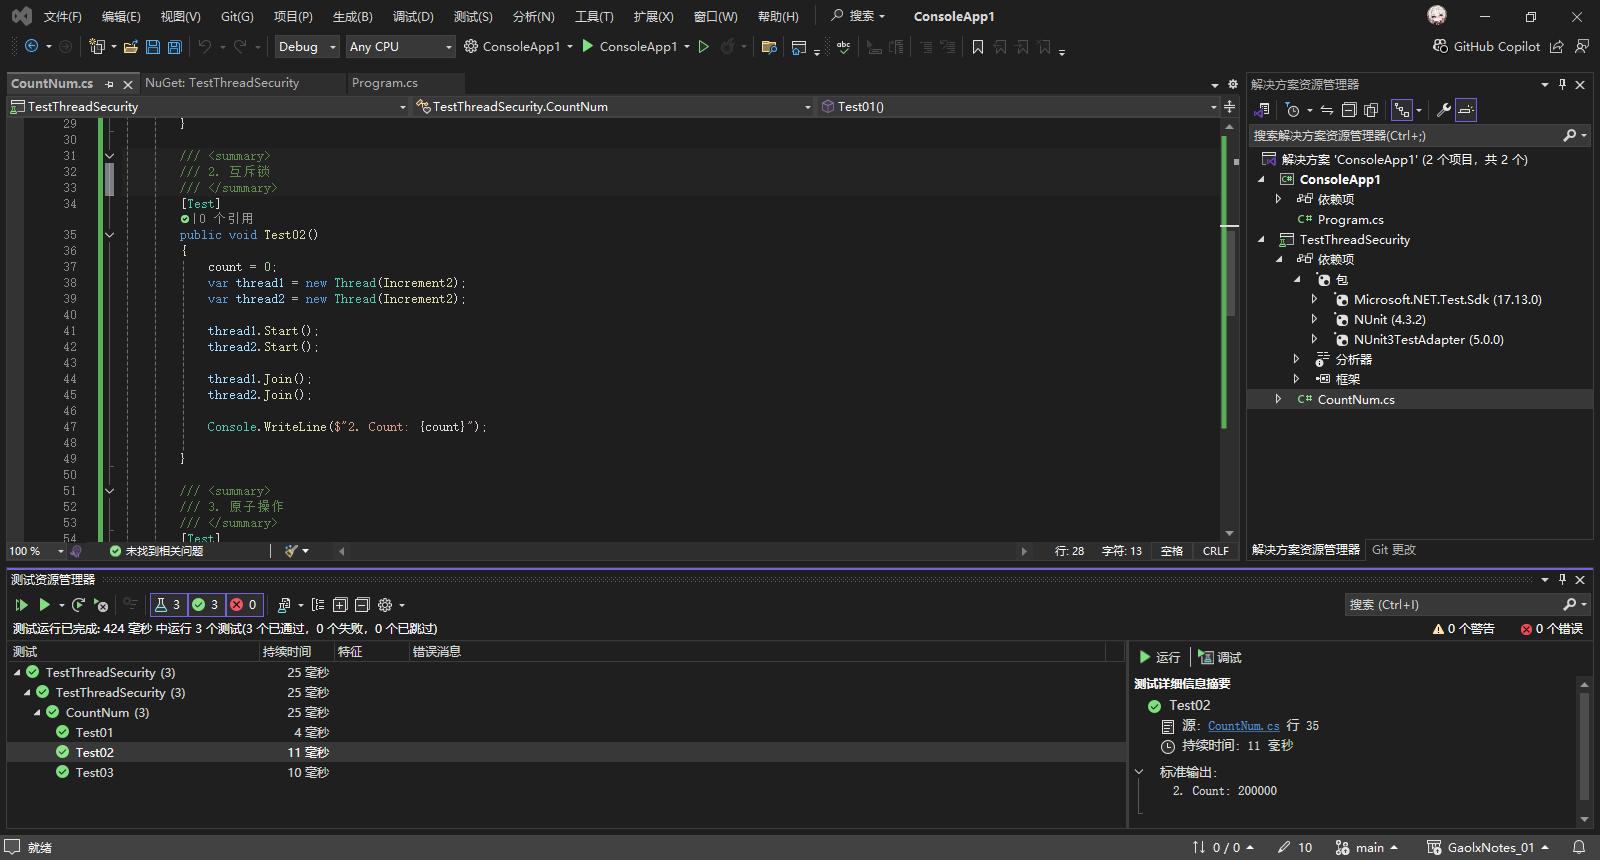 文件(F) 编辑(E) 视图(V) Git(G) 项目(P) 生成(B) 调试(D) 测试(S) 分析(N) 工具(T) 扩展(X) 窗口(W) 帮助(H) 搜索 ConsoleApp1
Debug Any CPU ConsoleApp1 ConsoleApp1 abc GitHub Copilot
CountNum.cs NuGet: TestThreadSecurity Program.cs
TestThreadSecurity TestThreadSecurity.CountNum Test01()
29 }
30
31 /// <summary>
32 /// 2. 互斥锁
33 /// </summary>
34 [Test]
0 个引用
35 public void Test02()
36 {
37 count = 0;
38 var thread1 = new Thread(Increment2);
39 var thread2 = new Thread(Increment2);
40
41 thread1.Start();
42 thread2.Start();
43
44 thread1.Join();
45 thread2.Join();
46
47 Console.WriteLine($"2. Count: {count}");
48
49 }
50
51 /// <summary>
52 /// 3. 原子操作
53 /// </summary>
54 [Test]
100 % 未找到相关问题 行: 28 字符: 13 空格 CRLF
解决方案资源管理器
搜索解决方案资源管理器(Ctrl+;)
解决方案 'ConsoleApp1' (2 个项目，共 2 个)
C# ConsoleApp1
依赖项
C# Program.cs
TestThreadSecurity
依赖项
包
Microsoft.NET.Test.Sdk (17.13.0)
NUnit (4.3.2)
NUnit3TestAdapter (5.0.0)
分析器
框架
C# CountNum.cs
解决方案资源管理器 Git 更改
测试资源管理器
3 3 0 搜索 (Ctrl+I)
测试运行已完成: 424 毫秒 中运行 3 个测试(3 个已通过，0 个失败，0 个已跳过) 0 个警告 0 个错误
测试 持续时间 特征 错误消息
TestThreadSecurity (3) 25 毫秒
TestThreadSecurity (3) 25 毫秒
CountNum (3) 25 毫秒
Test01 4 毫秒
Test02 11 毫秒
Test03 10 毫秒
运行 调试
测试详细信息摘要
Test02
源: CountNum.cs 行 35
持续时间: 11 毫秒
标准输出:
2. Count: 200000
就绪 0 / 0 10 main GaolxNotes_01